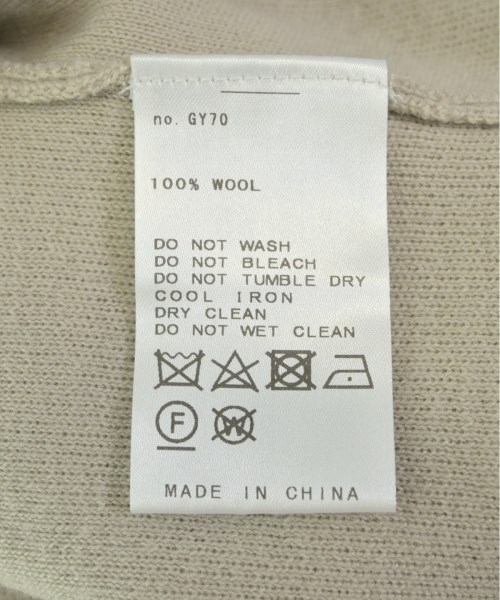 no. GY70
100% WOOL
DO NOT WASH
DO NOT BLEACH
DO NOT TUMBLE DRY
COOL IRON
DRY CLEAN
DO NOT WET CLEAN
F W
MADE IN CHINA